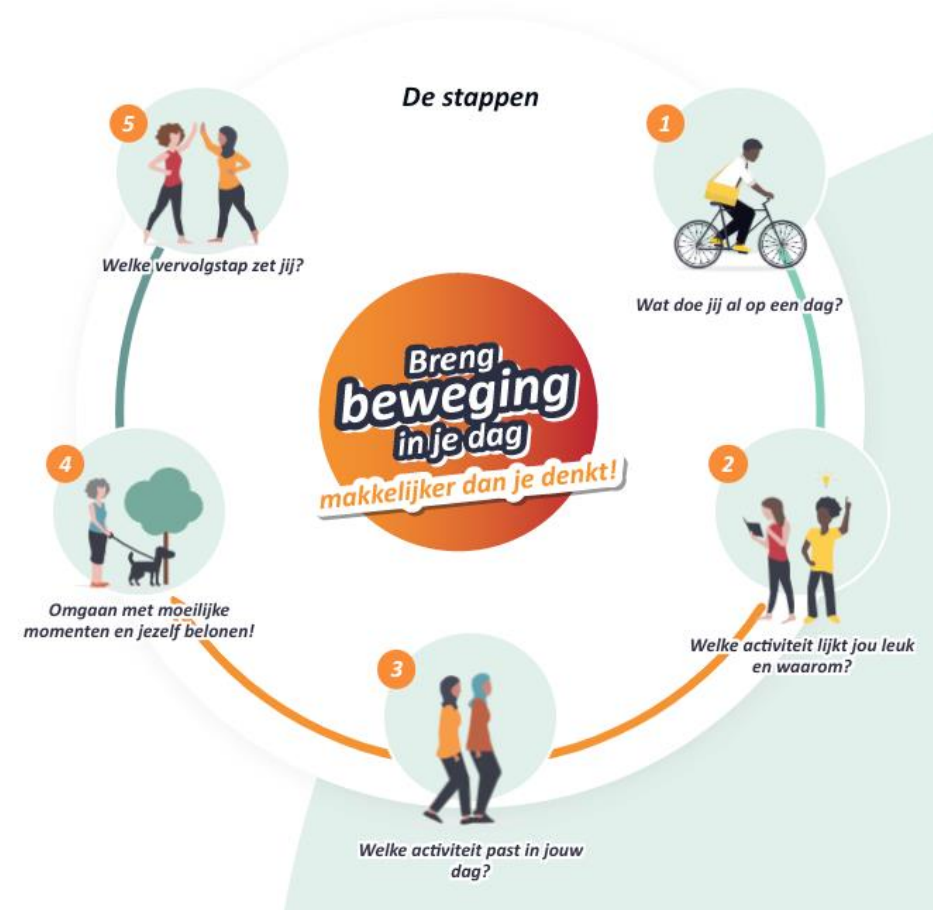 De stappen
1
Wat doe jij al op een dag?
2
Welke activiteit lijkt jou leuk
en waarom?
3
Welke activiteit past in jouw
dag?
4
Omgaan met moeilijke
momenten en jezelf belonen!
5
Welke vervolgstap zet jij?
Breng
beweging
in je dag
makkelijker dan je denkt!